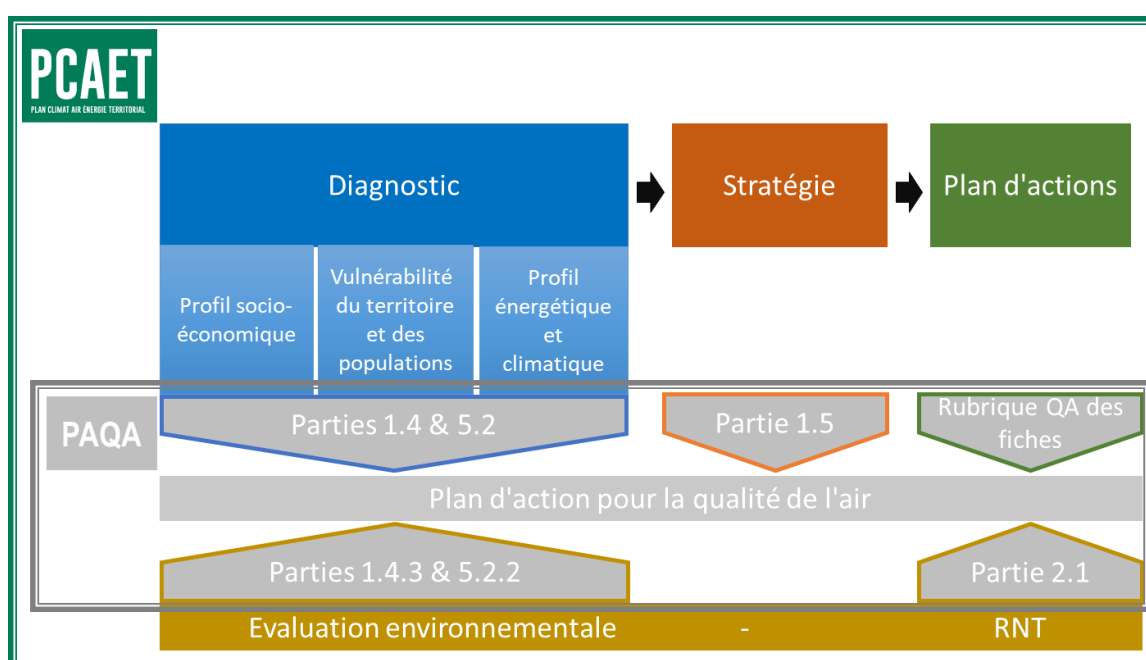 PCAET
PLAN CLIMAT AIR ÉNERGIE TERRITORIAL
Diagnostic
Stratégie
Plan d'actions
Profil socio-
économique
Vulnérabilité
du territoire
et des
populations
Profil
énergétique
et
climatique
PAQA
Parties 1.4 & 5.2
Partie 1.5
Rubrique QA des
fiches
Plan d'action pour la qualité de l'air
Parties 1.4.3 & 5.2.2
Partie 2.1
Evaluation environnementale - RNT